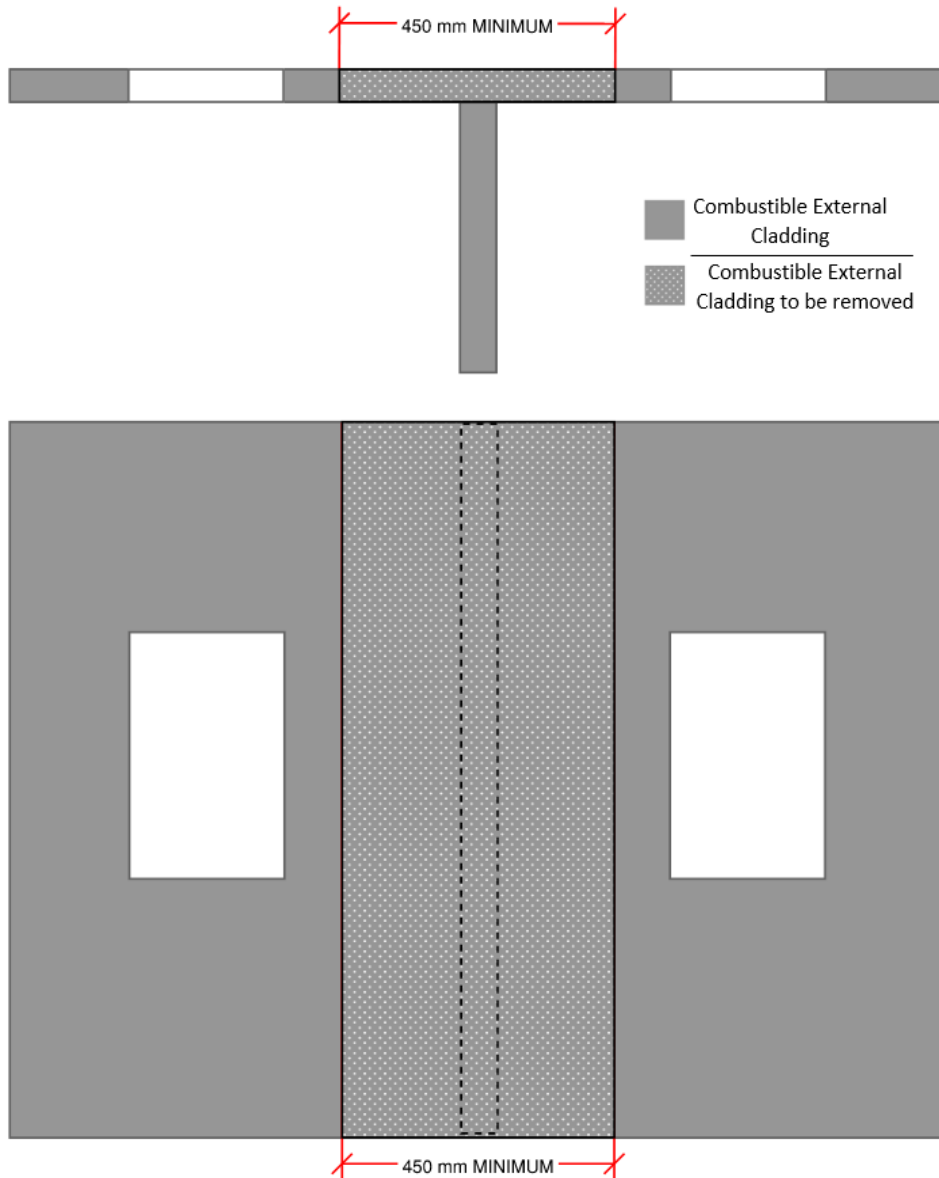 450 mm MINIMUM
Combustible External
Cladding
Combustible External
Cladding to be removed
450 mm MINIMUM